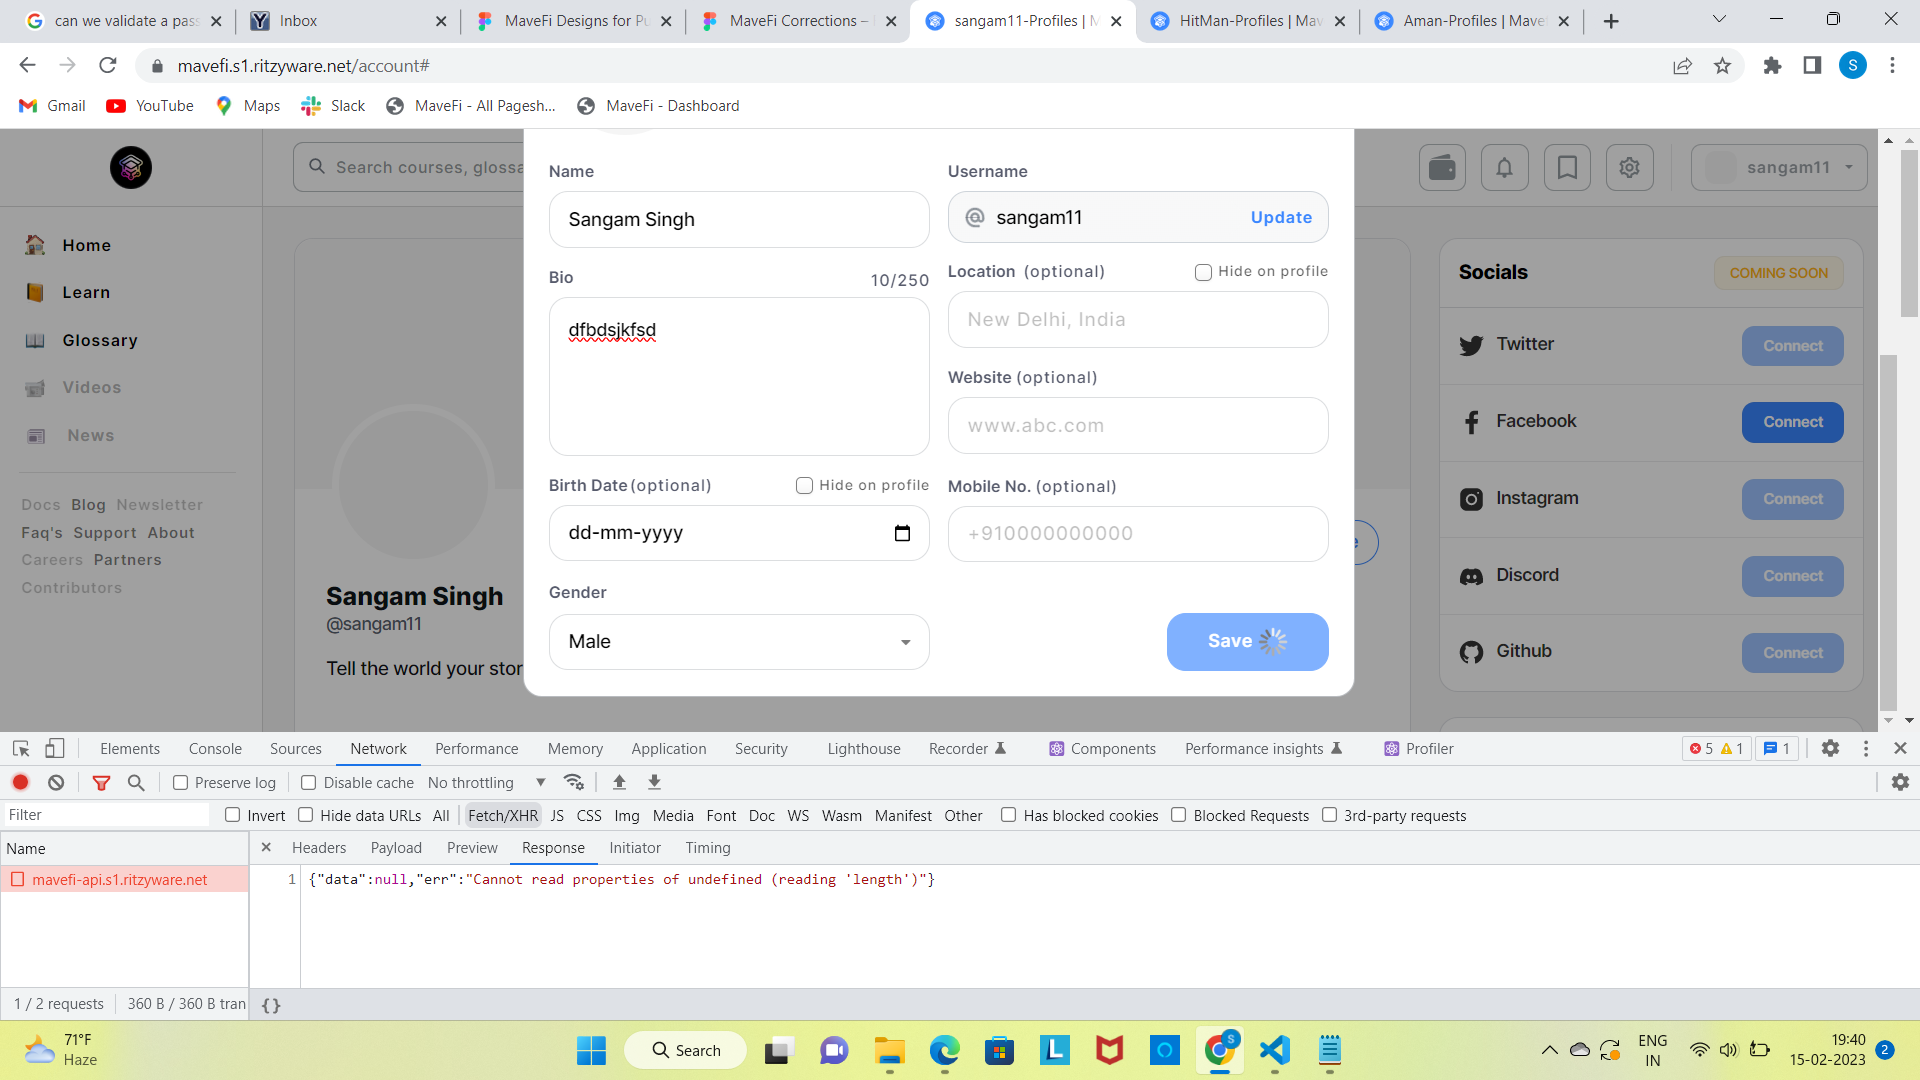 can we validate a pass
Inbox
MaveFi Designs for Pu
MaveFi Corrections –
sangam11-Profiles | M
HitMan-Profiles | Mav
Aman-Profiles | Mavef
mavefi.s1.ritzyware.net/account#
S
Gmail
YouTube
Maps
Slack
MaveFi - All Pagesh...
MaveFi - Dashboard
Search courses, glossa
sangam11
Home
Learn
Glossary
Videos
News
Docs Blog Newsletter
Faq's Support About
Careers Partners
Contributors
Sangam Singh
@sangam11
Tell the world your stor
Name
Sangam Singh
Username
@ sangam11 Update
Bio 10/250
dfbdsjkfsd
Location (optional) Hide on profile
New Delhi, India
Website (optional)
www.abc.com
Birth Date(optional) Hide on profile
dd-mm-yyyy
Mobile No. (optional)
+910000000000
Gender
Male
Save
Socials COMING SOON
Twitter Connect
Facebook Connect
Instagram Connect
Discord Connect
Github Connect
Elements Console Sources Network Performance Memory Application Security Lighthouse Recorder Components Performance insights Profiler 5 1 1
Preserve log Disable cache No throttling
Filter Invert Hide data URLs All Fetch/XHR JS CSS Img Media Font Doc WS Wasm Manifest Other Has blocked cookies Blocked Requests 3rd-party requests
Name
Headers Payload Preview Response Initiator Timing
mavefi-api.s1.ritzyware.net
1 {"data":null,"err":"Cannot read properties of undefined (reading 'length')"}
1 / 2 requests 360 B / 360 B tran {}
71°F
Haze
Search
S
ENG
IN
19:40
15-02-2023
2